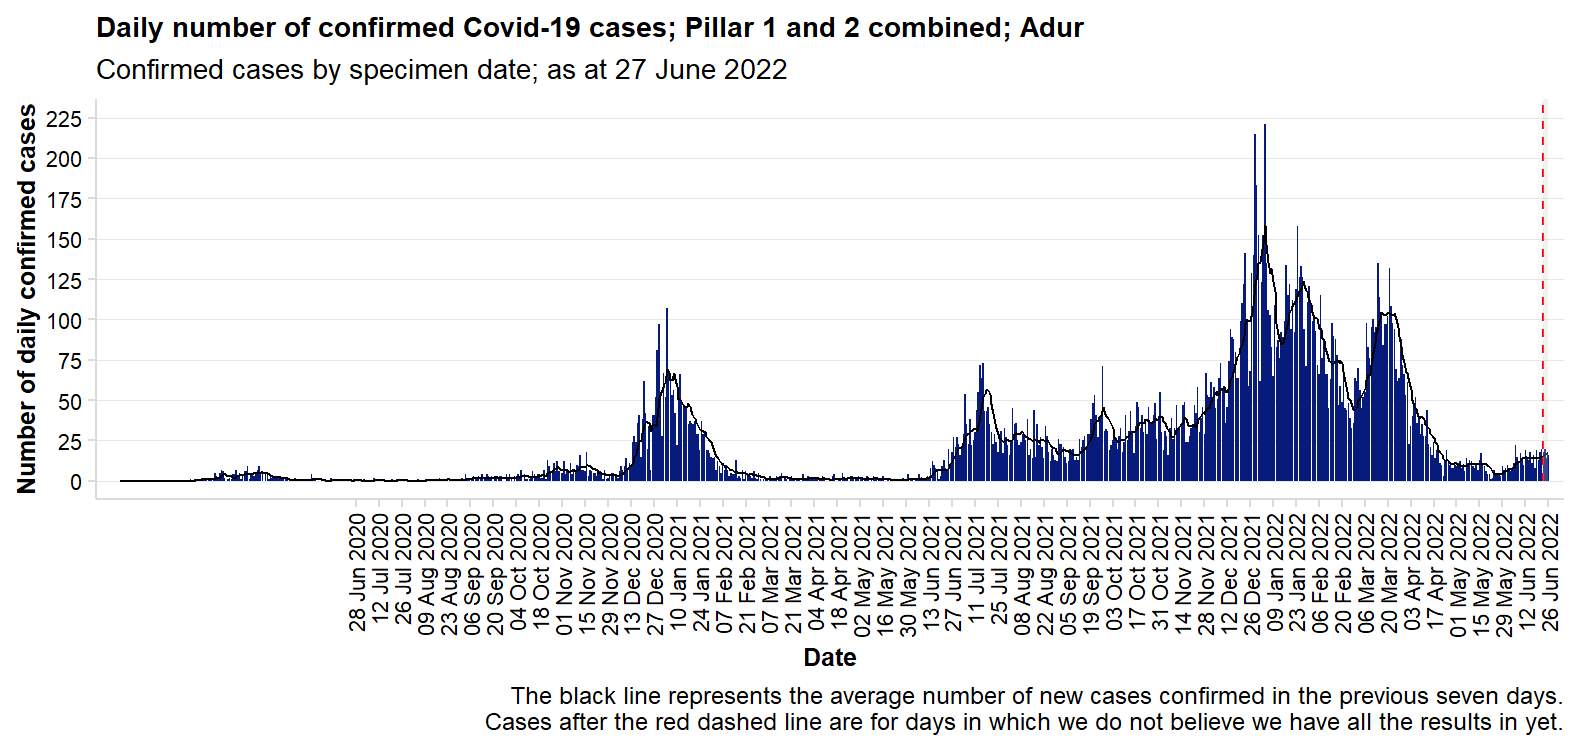 Daily number of confirmed Covid-19 cases; Pillar 1 and 2 combined; Adur
Confirmed cases by specimen date; as at 27 June 2022
Number of daily confirmed cases
225
200
175
150
125
100
75
50
25
0
28 Jun 2020
12 Jul 2020
26 Jul 2020
09 Aug 2020
23 Aug 2020
06 Sep 2020
20 Sep 2020
04 Oct 2020
18 Oct 2020
01 Nov 2020
15 Nov 2020
29 Nov 2020
13 Dec 2020
27 Dec 2020
10 Jan 2021
24 Jan 2021
07 Feb 2021
21 Feb 2021
07 Mar 2021
21 Mar 2021
04 Apr 2021
18 Apr 2021
02 May 2021
16 May 2021
30 May 2021
13 Jun 2021
27 Jun 2021
11 Jul 2021
25 Jul 2021
08 Aug 2021
22 Aug 2021
05 Sep 2021
19 Sep 2021
03 Oct 2021
17 Oct 2021
31 Oct 2021
14 Nov 2021
28 Nov 2021
12 Dec 2021
26 Dec 2021
09 Jan 2022
23 Jan 2022
06 Feb 2022
20 Feb 2022
06 Mar 2022
20 Mar 2022
03 Apr 2022
17 Apr 2022
01 May 2022
15 May 2022
29 May 2022
12 Jun 2022
26 Jun 2022
Date
The black line represents the average number of new cases confirmed in the previous seven days.
Cases after the red dashed line are for days in which we do not believe we have all the results in yet.